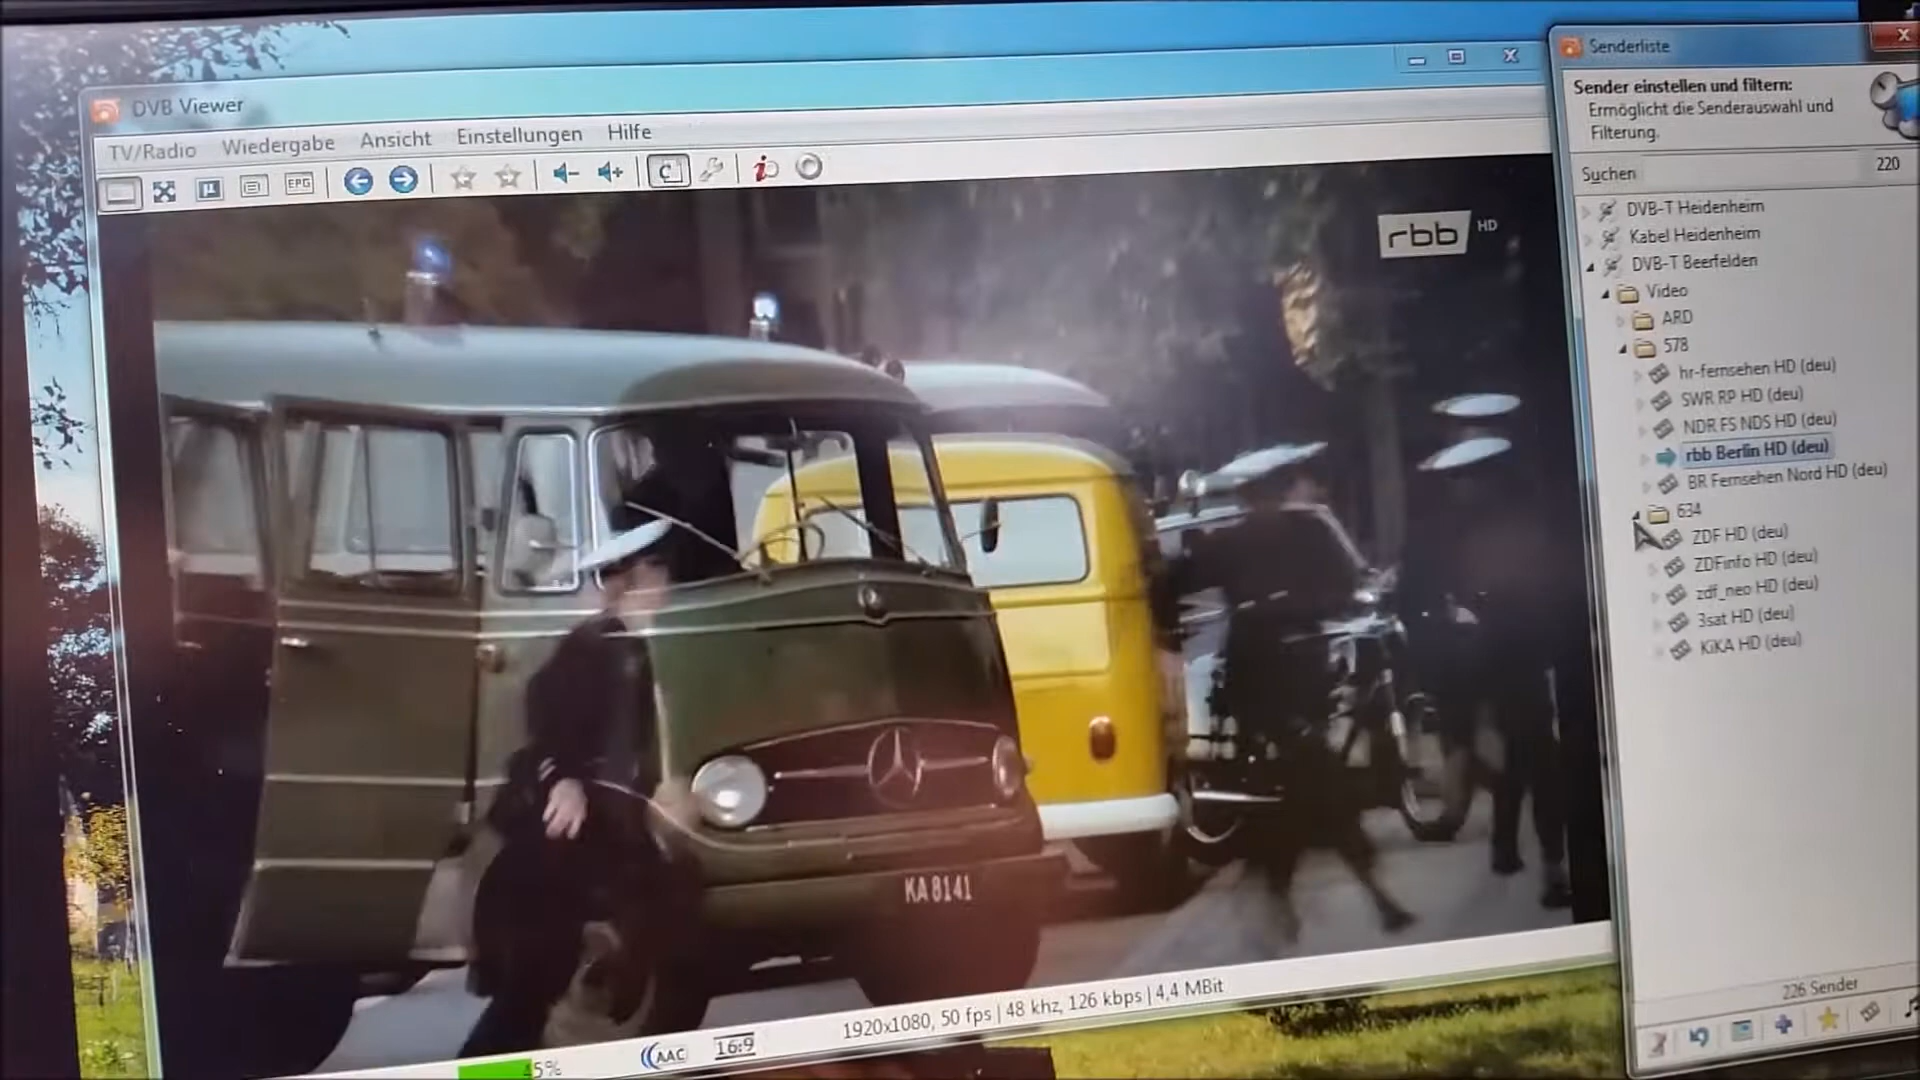 DVB Viewer
TV/Radio Wiedergabe Ansicht Einstellungen Hilfe
EPG
rbb HD
KA 8141
1920x1080, 50 fps | 48 khz, 126 kbps | 4,4 MBit
45%
AAC
16:9
Senderliste
Sender einstellen und filtern:
Ermöglicht die Senderauswahl und
Filterung.
Suchen
220
DVB-T Heidenheim
Kabel Heidenheim
DVB-T Beerfelden
Video
ARD
578
hr-fernsehen HD (deu)
SWR RP HD (deu)
NDR FS NDS HD (deu)
rbb Berlin HD (deu)
BR Fernsehen Nord HD (deu)
634
ZDF HD (deu)
ZDFinfo HD (deu)
zdf_neo HD (deu)
3sat HD (deu)
KiKA HD (deu)
226 Sender